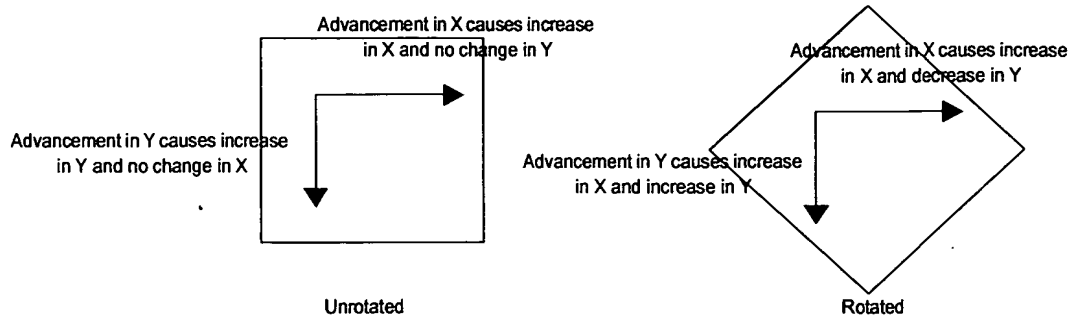 Advancement in X causes increase
in X and no change in Y
Advancement in Y causes increase
in Y and no change in X
Unrotated
Advancement in X causes increase
in X and decrease in Y
Advancement in Y causes increase
in X and increase in Y
Rotated